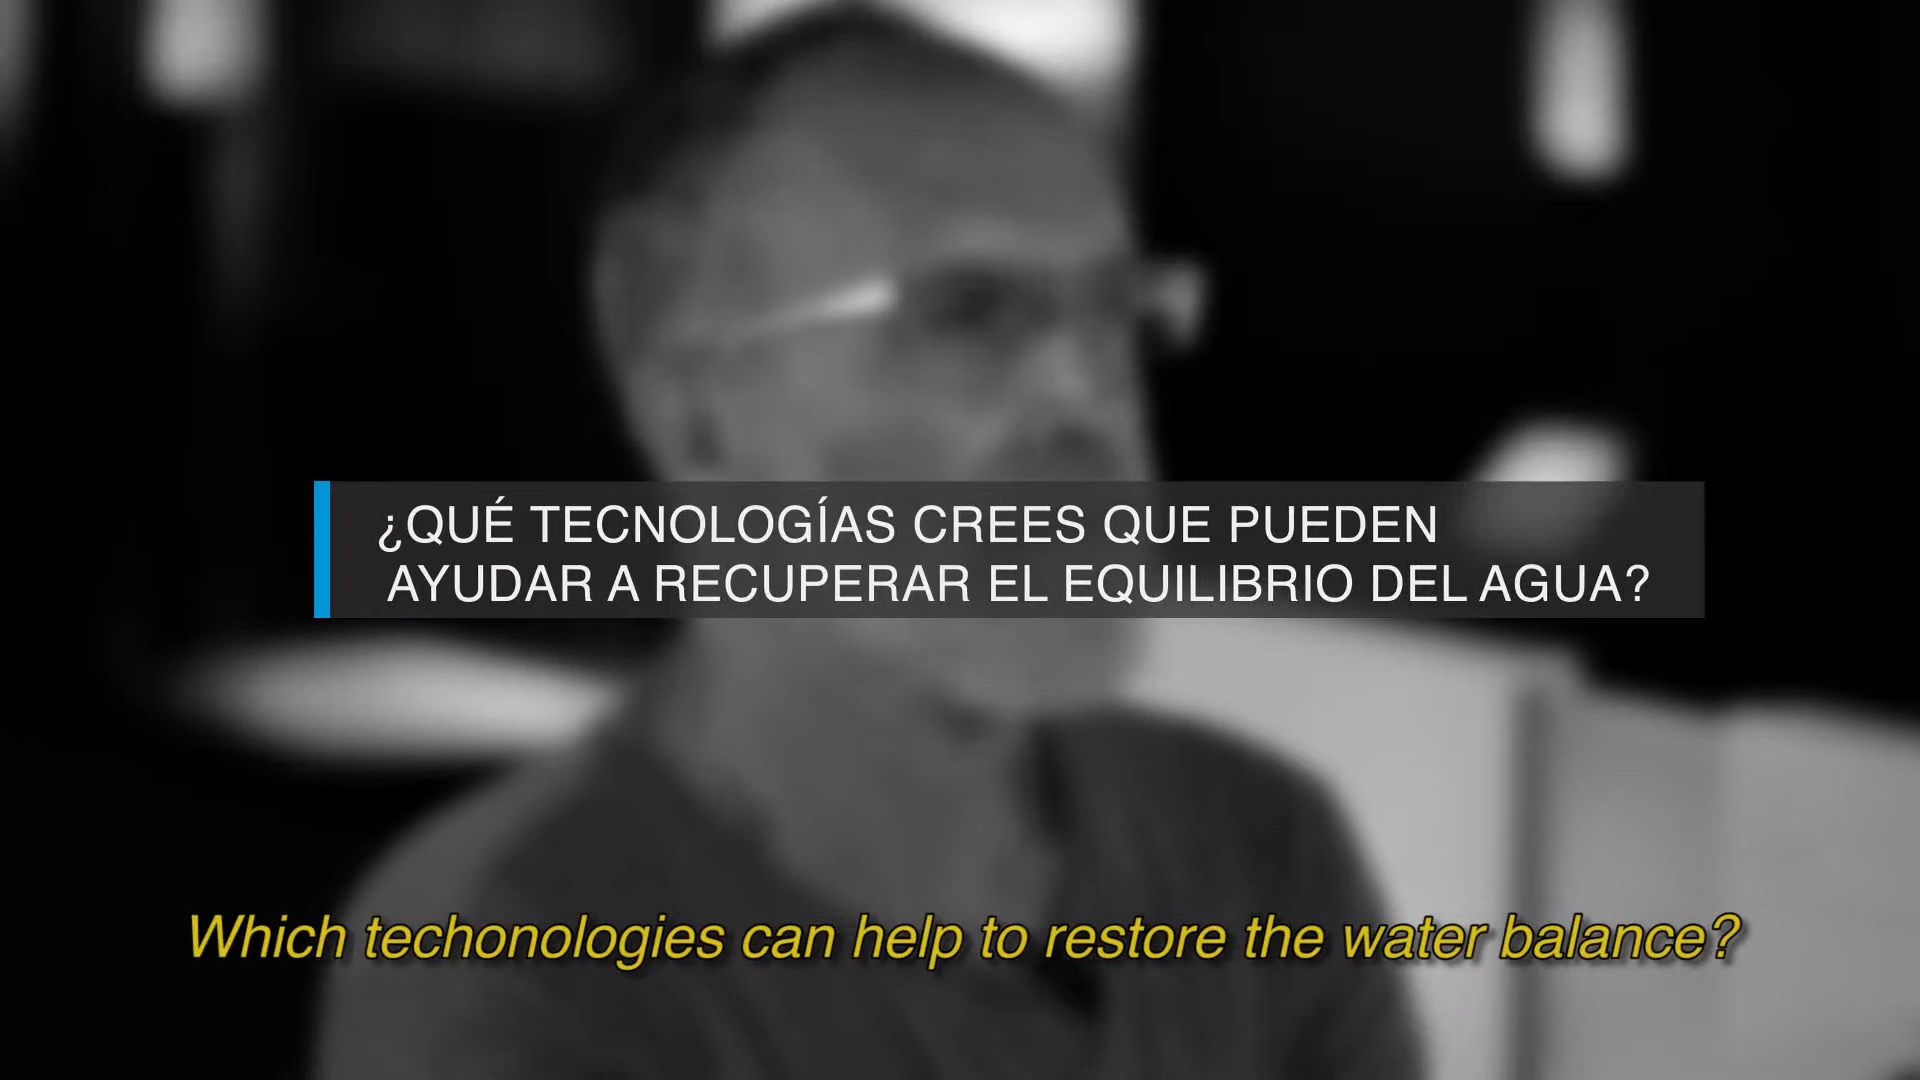 ¿QUÉ TECNOLOGÍAS CREES QUE PUEDEN
AYUDAR A RECUPERAR EL EQUILIBRIO DEL AGUA?
Which techonologies can help to restore the water balance?